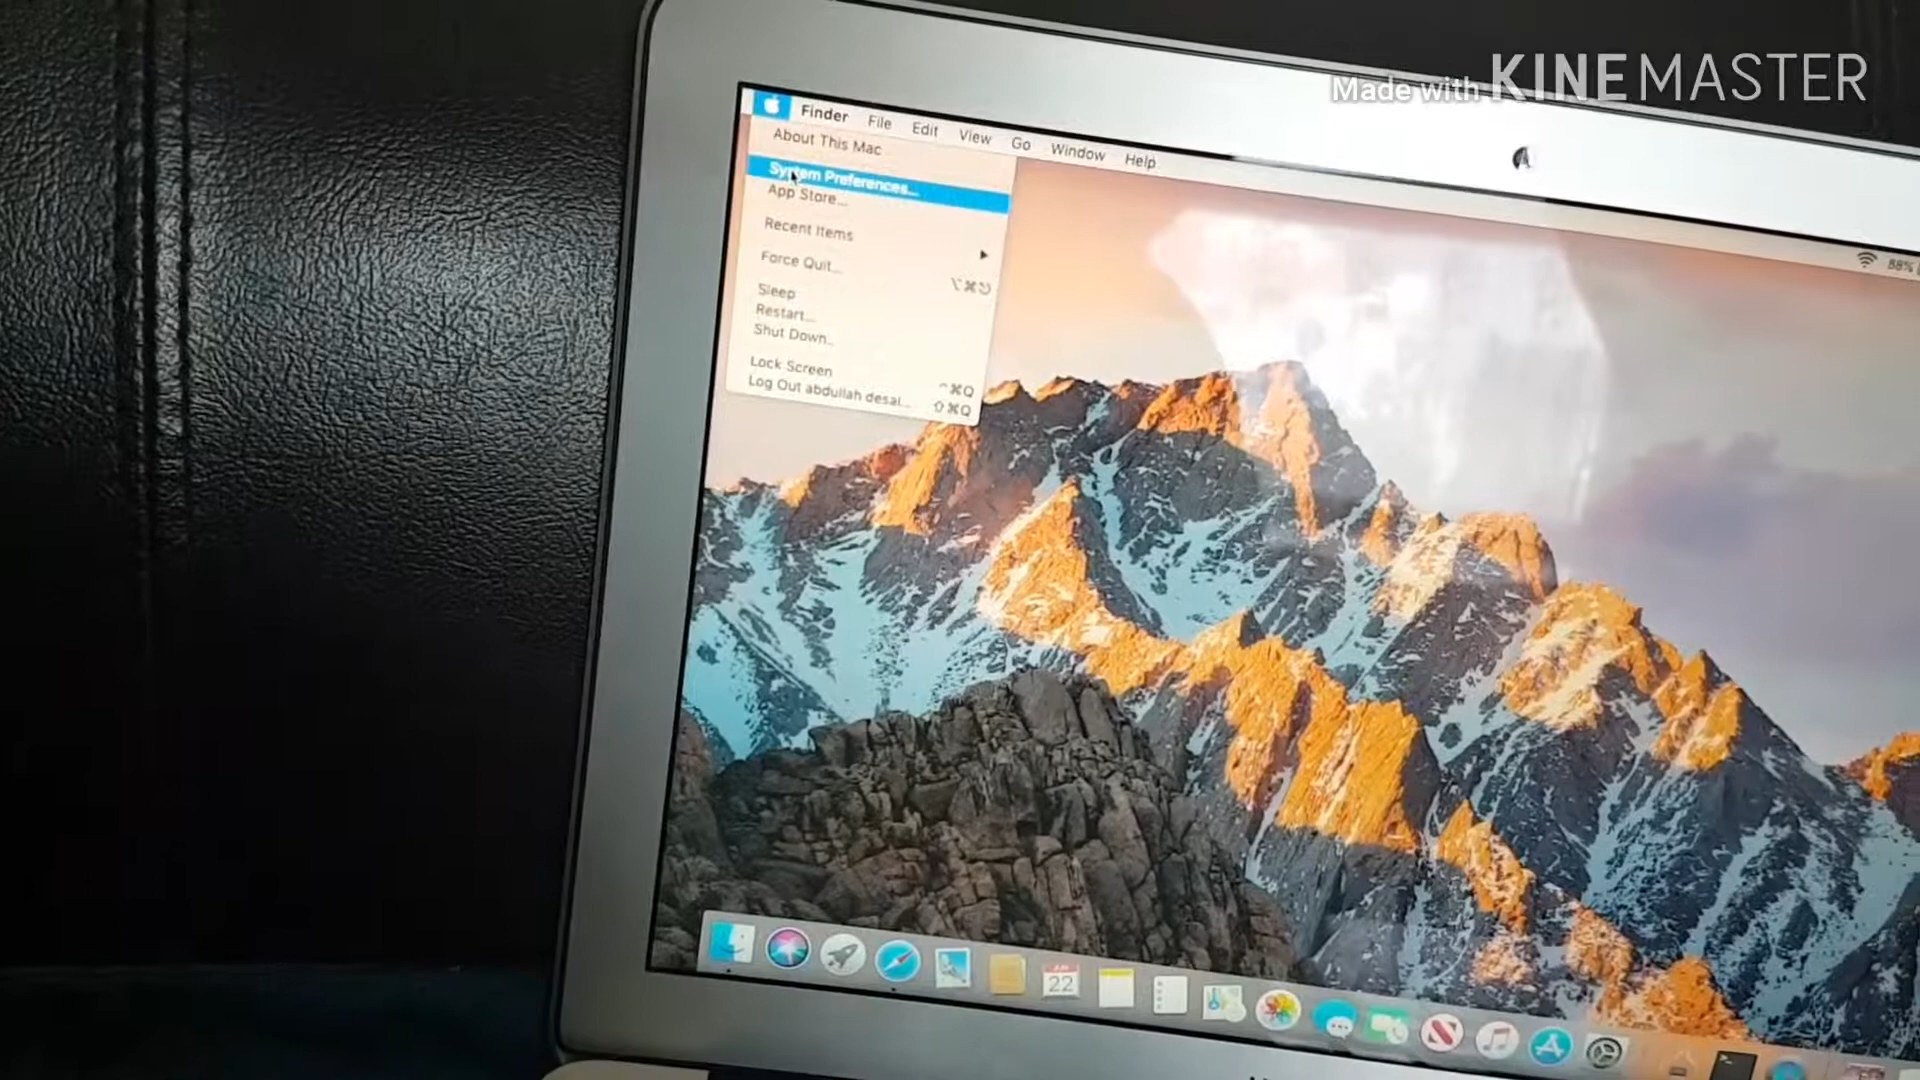 Made with KINEMASTER
Finder File Edit View Go Window Help
88%
About This Mac
System Preferences...
App Store...
Recent Items
Force Quit... ⌥⌘⎋
Sleep
Restart...
Shut Down...
Lock Screen ^⌘Q
Log Out abdullah desai... ⇧⌘Q
22